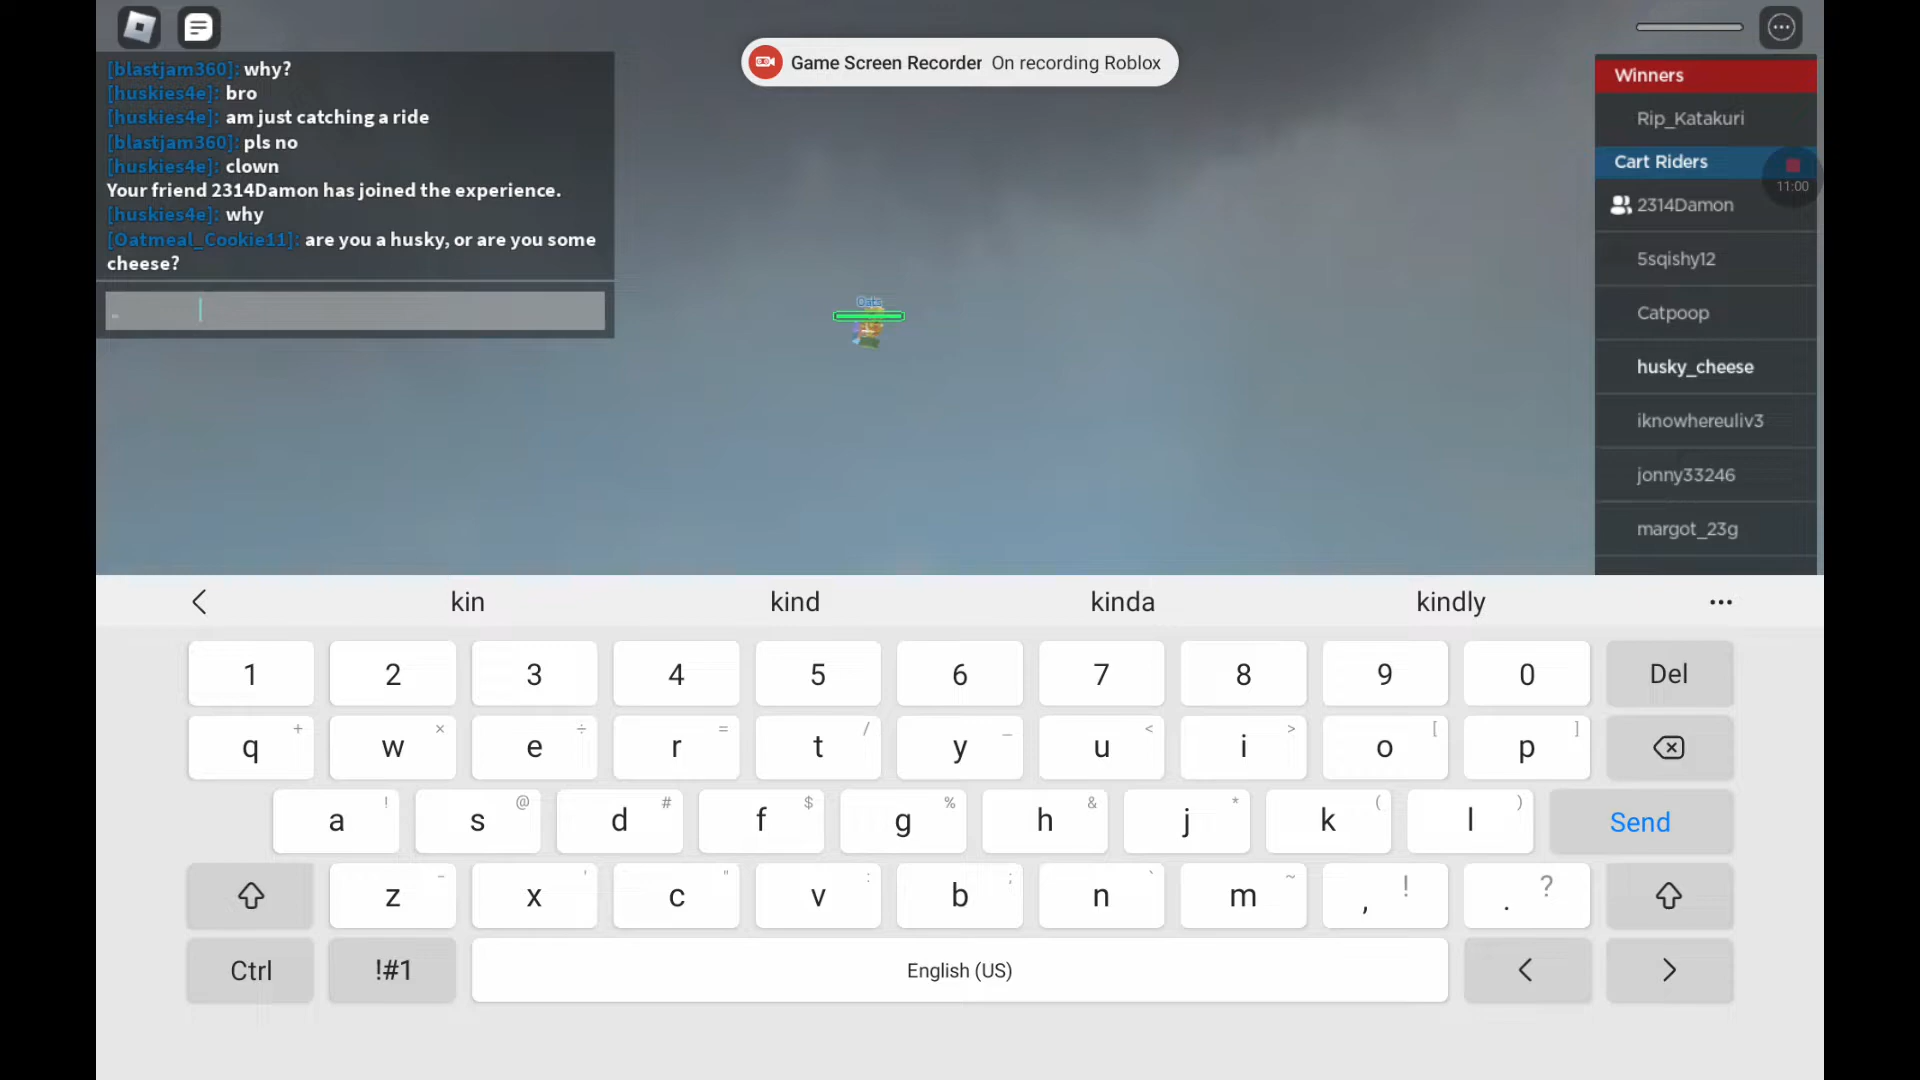 [blastjam360]: why?
[huskies4e]: bro
[huskies4e]: am just catching a ride
[blastjam360]: pls no
[huskies4e]: clown
Your friend 2314Damon has joined the experience.
[huskies4e]: why
[Oatmeal_Cookie11]: are you a husky, or are you some
cheese?
Game Screen Recorder On recording Roblox
Winners
Rip_Katakuri
Cart Riders
11:00
2314Damon
5sqishy12
Catpoop
husky_cheese
iknowhereuliv3
jonny33246
margot_23g
Oats
kin kind kinda kindly ...
1 2 3 4 5 6 7 8 9 0 Del
q + w × e ÷ r = t / y _ u < i > o [ p ]
a ! s @ d # f $ g % h & j * k ( l ) Send
z - x ' c " v : b ; n ` m ~ , ! . ?
Ctrl !#1 English (US) < >